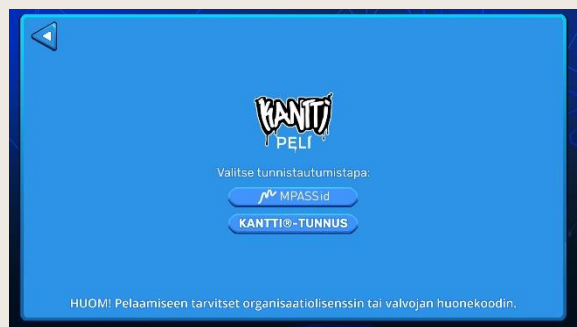 KANTTI
PELI
Valitse tunnistautumistapa:
MPASSid
KANTTI®-TUNNUS
HUOM! Pelaamiseen tarvitset organisaatiolisenssin tai valvojan huonekoodin.